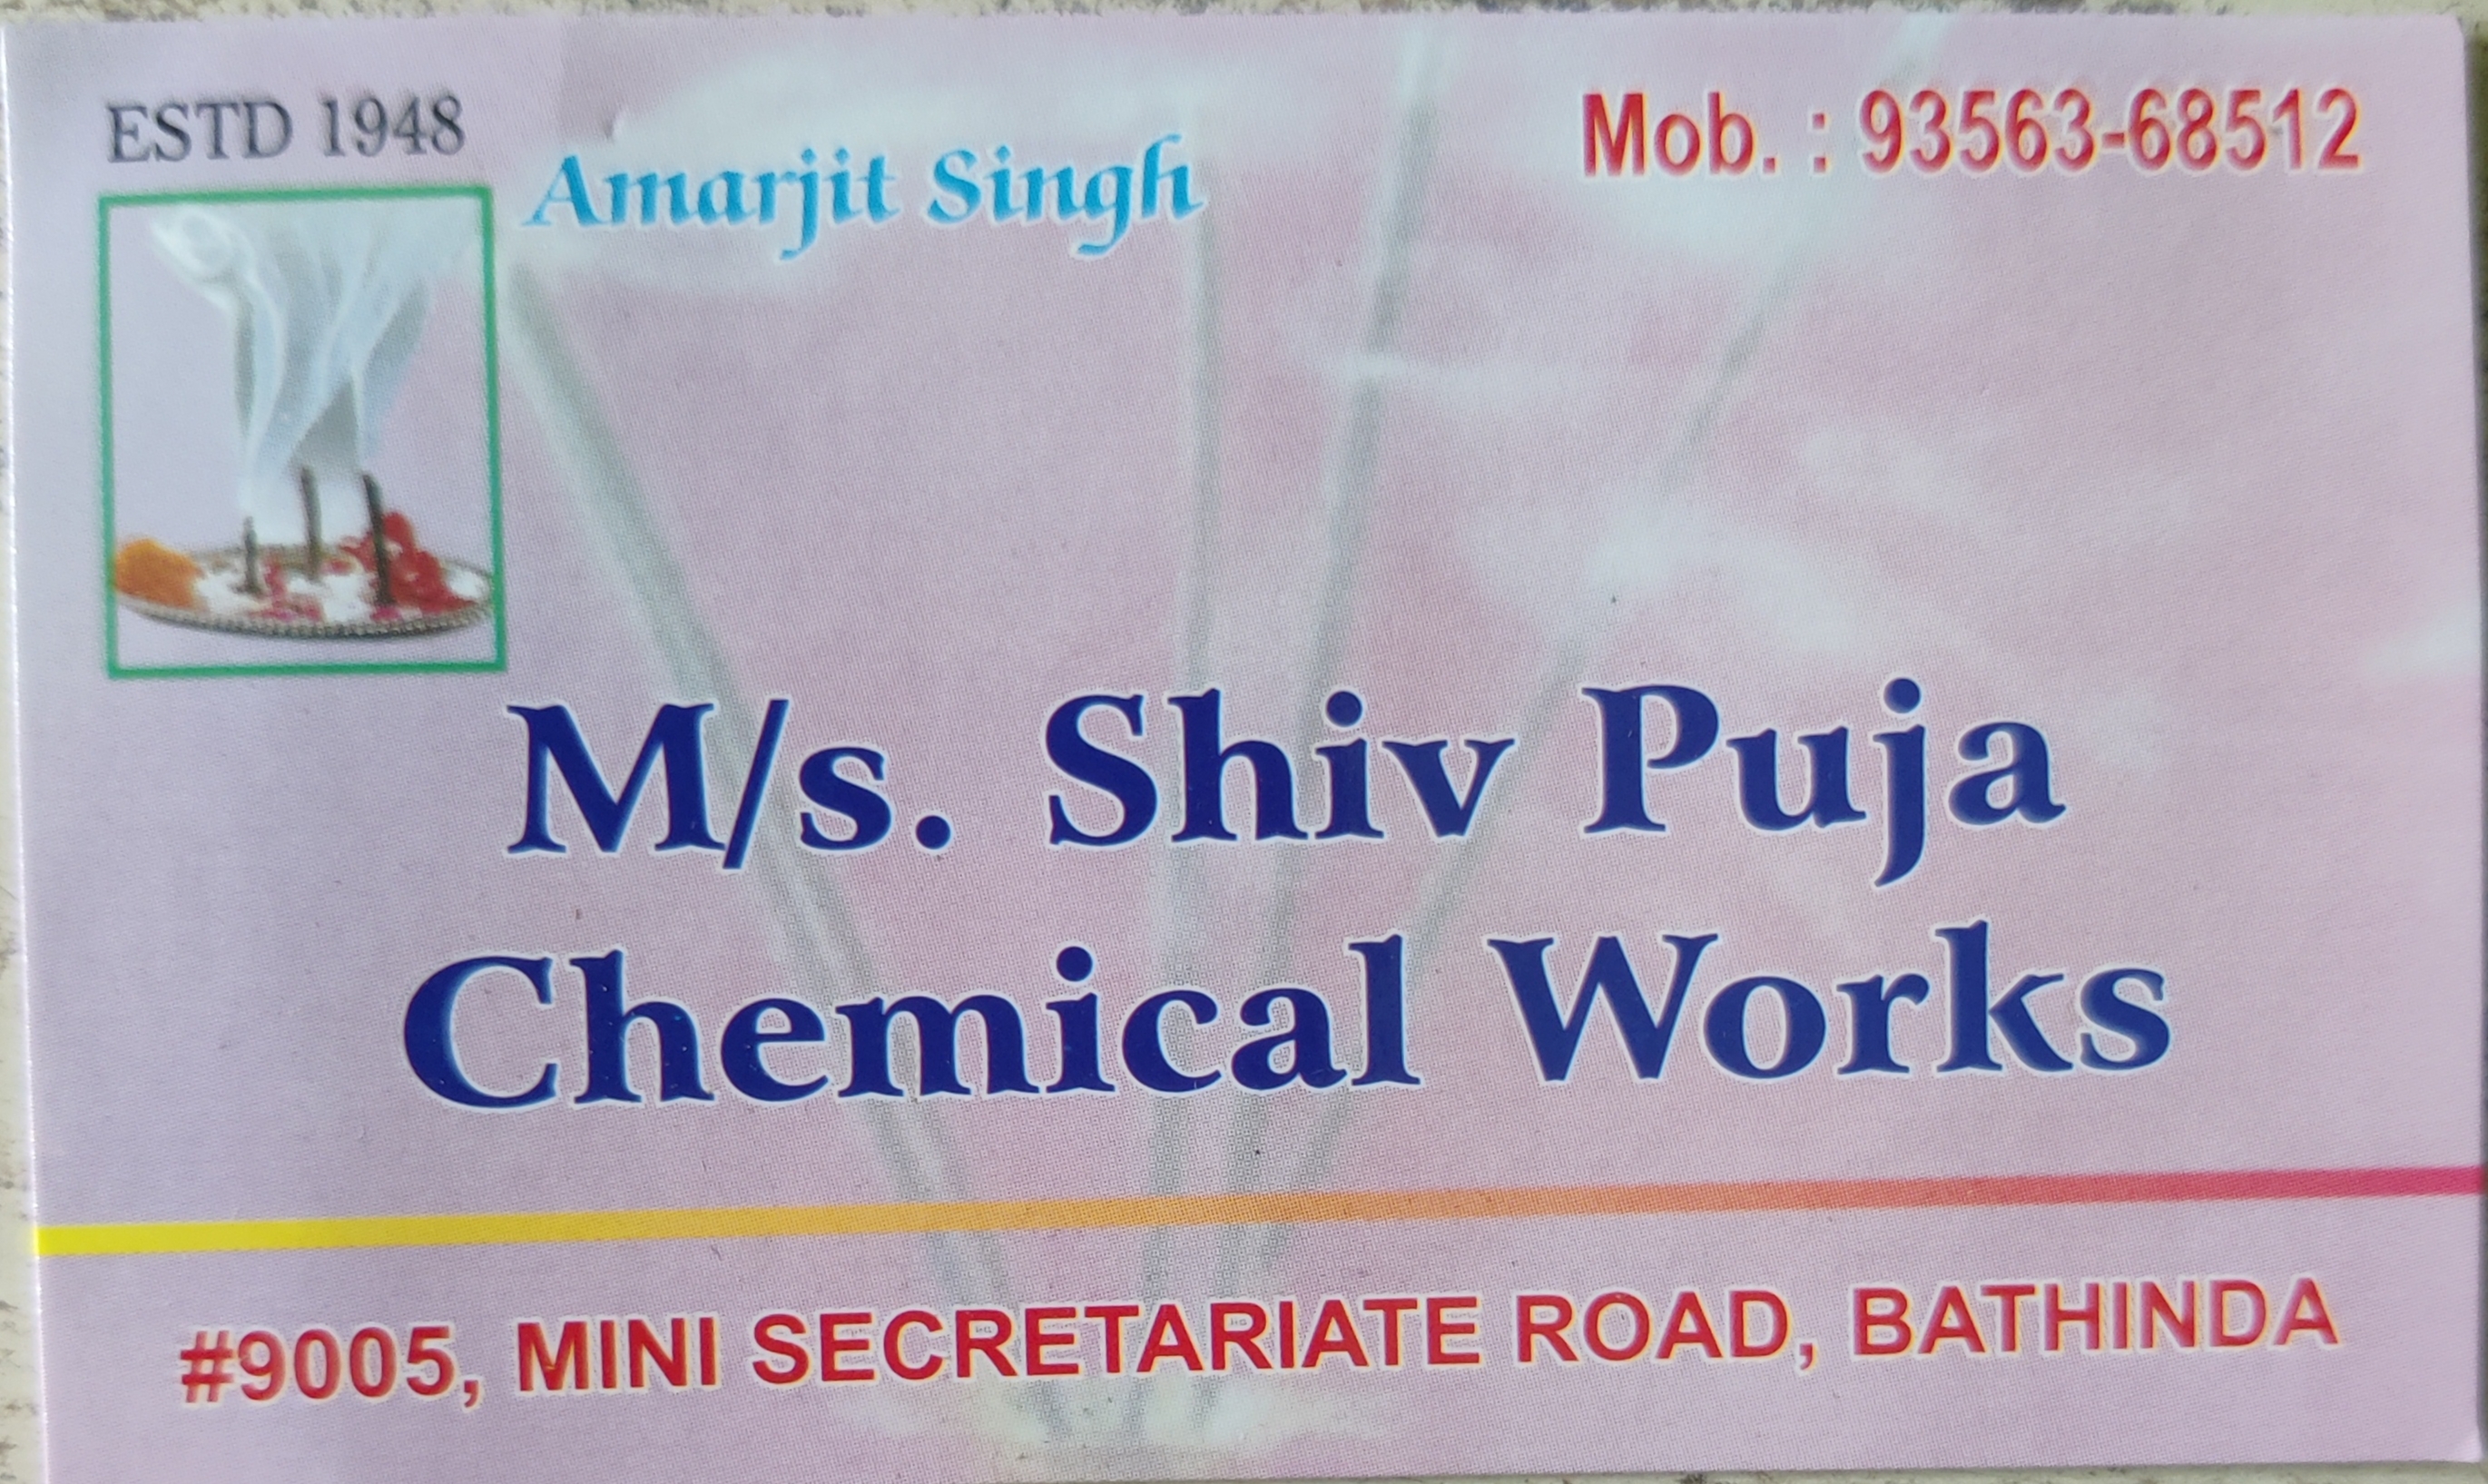 ESTD 1948
Amarjit Singh
Mob. : 93563-68512
M/s. Shiv Puja
Chemical Works
#9005, MINI SECRETARIATE ROAD, BATHINDA